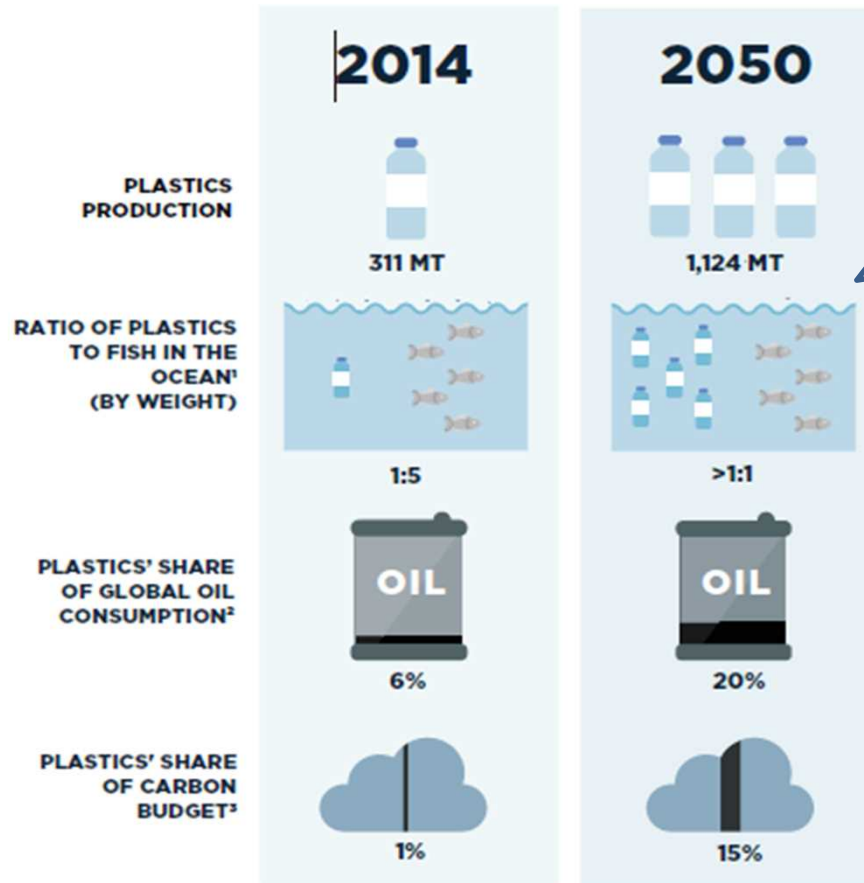 2014
2050
PLASTICS
PRODUCTION
311 MT
1,124 MT
RATIO OF PLASTICS
TO FISH IN THE
OCEAN¹
(BY WEIGHT)
1:5
>1:1
PLASTICS' SHARE
OF GLOBAL OIL
CONSUMPTION²
OIL
OIL
6%
20%
PLASTICS' SHARE
OF CARBON
BUDGET³
1%
15%